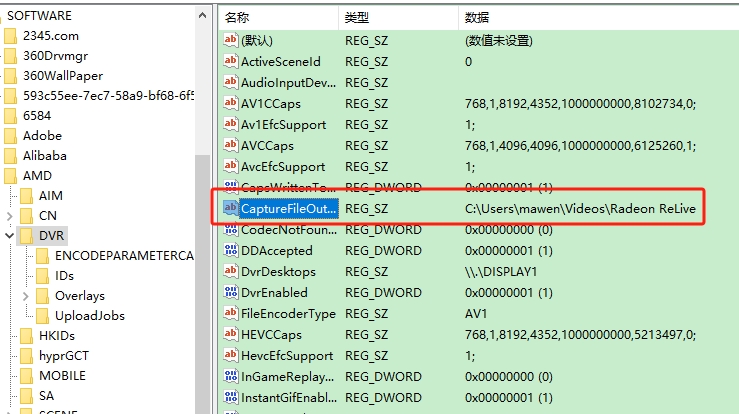 SOFTWARE
2345.com
360Drvmgr
360WallPaper
593c55ee-7ec7-58a9-bf68-6f5
6584
Adobe
Alibaba
AMD
AIM
CN
DVR
ENCODEPARAMETERCA
IDs
Overlays
UploadJobs
HKIDs
hyprGCT
MOBILE
SA
SCENE
名称 类型 数据
(默认) REG_SZ (数值未设置)
ActiveSceneId REG_SZ 0
AudioInputDev... REG_SZ
AV1CCaps REG_SZ 768,1,8192,4352,1000000000,8102734,0;
Av1EfcSupport REG_SZ 1;
AVCCaps REG_SZ 768,1,4096,4096,1000000000,6125260,1;
AvcEfcSupport REG_SZ 1;
CapsWrittenTo... REG_DWORD 0x00000001 (1)
CaptureFileOut... REG_SZ C:\Users\mawen\Videos\Radeon ReLive
CodecNotFoun... REG_DWORD 0x00000000 (0)
DDAccepted REG_DWORD 0x00000001 (1)
DvrDesktops REG_SZ \\.\DISPLAY1
DvrEnabled REG_DWORD 0x00000001 (1)
FileEncoderType REG_SZ AV1
HEVCCaps REG_SZ 768,1,8192,4352,1000000000,5213497,0;
HevcEfcSupport REG_SZ 1;
InGameReplay... REG_DWORD 0x00000000 (0)
InstantGifEnabl... REG_DWORD 0x00000001 (1)